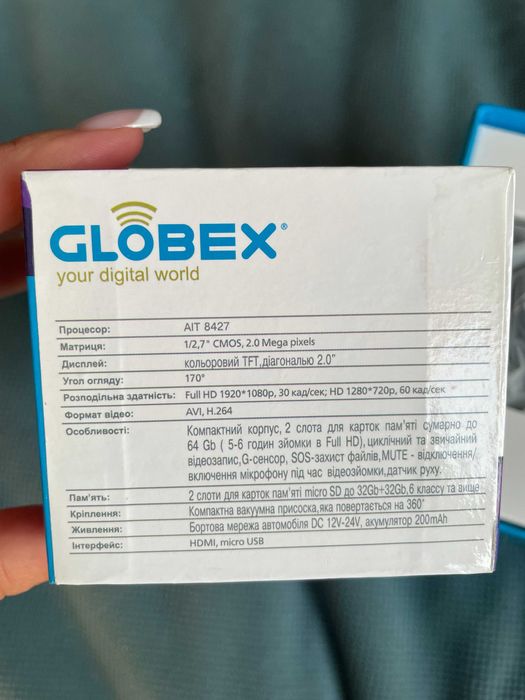 GLOBEX®
your digital world
Процесор: AIT 8427
Матриця: 1/2,7" CMOS, 2.0 Mega pixels
Дисплей: кольоровий TFT,діагональю 2.0"
Угол огляду: 170°
Розподільна здатність: Full HD 1920*1080p, 30 кад/сек; HD 1280*720p, 60 кад/сек
Формат відео: AVI, H.264
Особливості: Компактний корпус, 2 слота для карток пам'яті сумарно до
64 Gb ( 5-6 годин зйомки в Full HD),циклічний та звичайний
відеозапис,G-сенсор, SOS-захист файлів,MUTE - відключення/
включення мікрофону під час відеозйомки,датчик руху.
Пам'ять: 2 слоти для карток пам'яті micro SD до 32Gb+32Gb,6 классу та вище
Кріплення: Компактна вакуумна присоска,яка повертається на 360°
Живлення: Бортова мережа автомобіля DC 12V-24V, акумулятор 200mAh
Інтерфейс: HDMI, micro USB